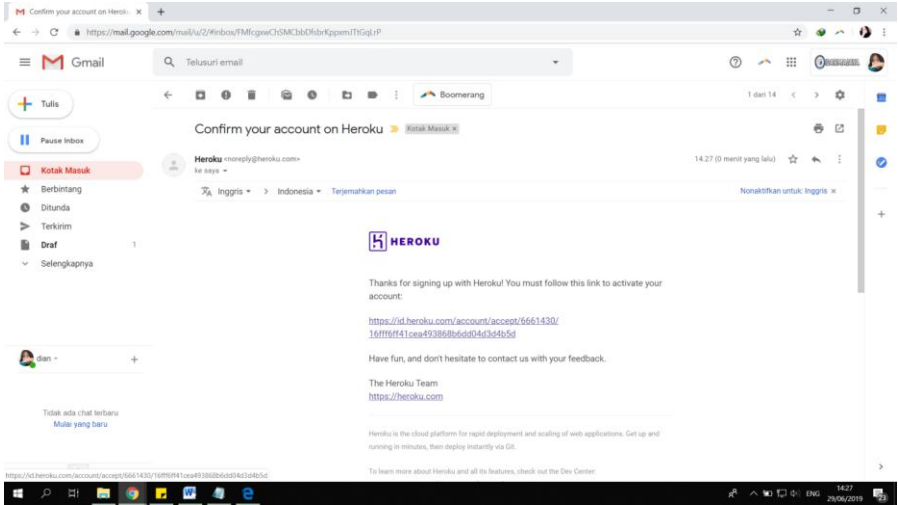 Confirm your account on Heroku
https://mail.google.com/mail/u/2/#inbox/FMfcgxwChSMCbbDfsbrKppxmJTtGqLrP
Gmail
Telusuri email
Tulis
Boomerang
1 dari 14
Pause Inbox
Confirm your account on Heroku
Kotak Masuk ×
Kotak Masuk
Heroku <noreply@heroku.com>
14.27 (0 menit yang lalu)
ke saya
Berbintang
Inggris > Indonesia Terjemahkan pesan
Nonaktifkan untuk: Inggris ×
Ditunda
Terkirim
Draf 1
Selengkapnya
HEROKU
Thanks for signing up with Heroku! You must follow this link to activate your
account:
https://id.heroku.com/account/accept/6661430/
16fff6ff41cea493868b6dd04d3d4b5d
Have fun, and don't hesitate to contact us with your feedback.
The Heroku Team
https://heroku.com
dian
Tidak ada chat terbaru
Mulai yang baru
Heroku is the cloud platform for rapid deployment and scaling of web applications. Get up and
running in minutes, then deploy instantly via Git.
To learn more about Heroku and all its features, check out the Dev Center:
https://id.heroku.com/account/accept/6661430/16fff6ff41cea493868b6dd04d3d4b5d
ENG
14:27
29/06/2019
23